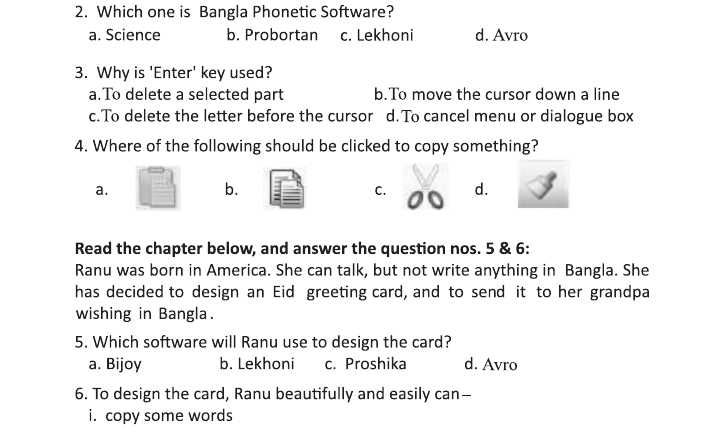 2. Which one is Bangla Phonetic Software?
a. Science b. Probortan c. Lekhoni d. Avro
3. Why is 'Enter' key used?
a.To delete a selected part b.To move the cursor down a line
c.To delete the letter before the cursor d.To cancel menu or dialogue box
4. Where of the following should be clicked to copy something?
a. b. c. d.
Read the chapter below, and answer the question nos. 5 & 6:
Ranu was born in America. She can talk, but not write anything in Bangla. She
has decided to design an Eid greeting card, and to send it to her grandpa
wishing in Bangla.
5. Which software will Ranu use to design the card?
a. Bijoy b. Lekhoni c. Proshika d. Avro
6. To design the card, Ranu beautifully and easily can–
i. copy some words